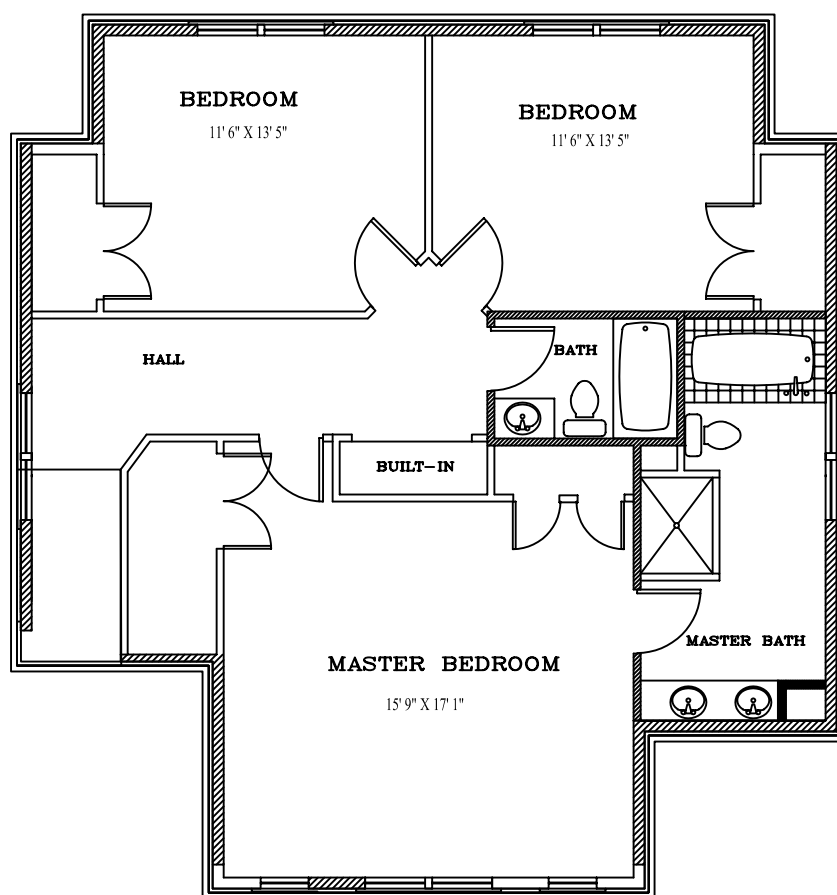 BEDROOM
11' 6" X 13' 5"
BEDROOM
11' 6" X 13' 5"
HALL
BATH
BUILT-IN
MASTER BATH
MASTER BEDROOM
15' 9" X 17' 1"